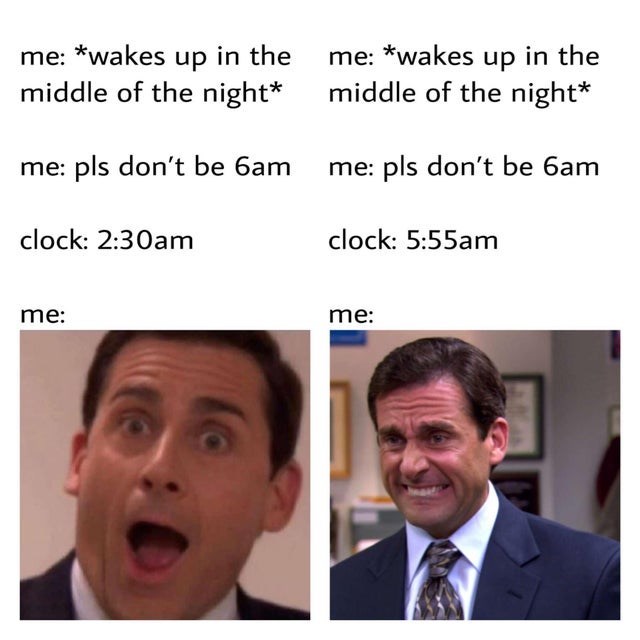 me: *wakes up in the
middle of the night*
me: pls don't be 6am
clock: 2:30am
me:
me: *wakes up in the
middle of the night*
me: pls don't be 6am
clock: 5:55am
me: